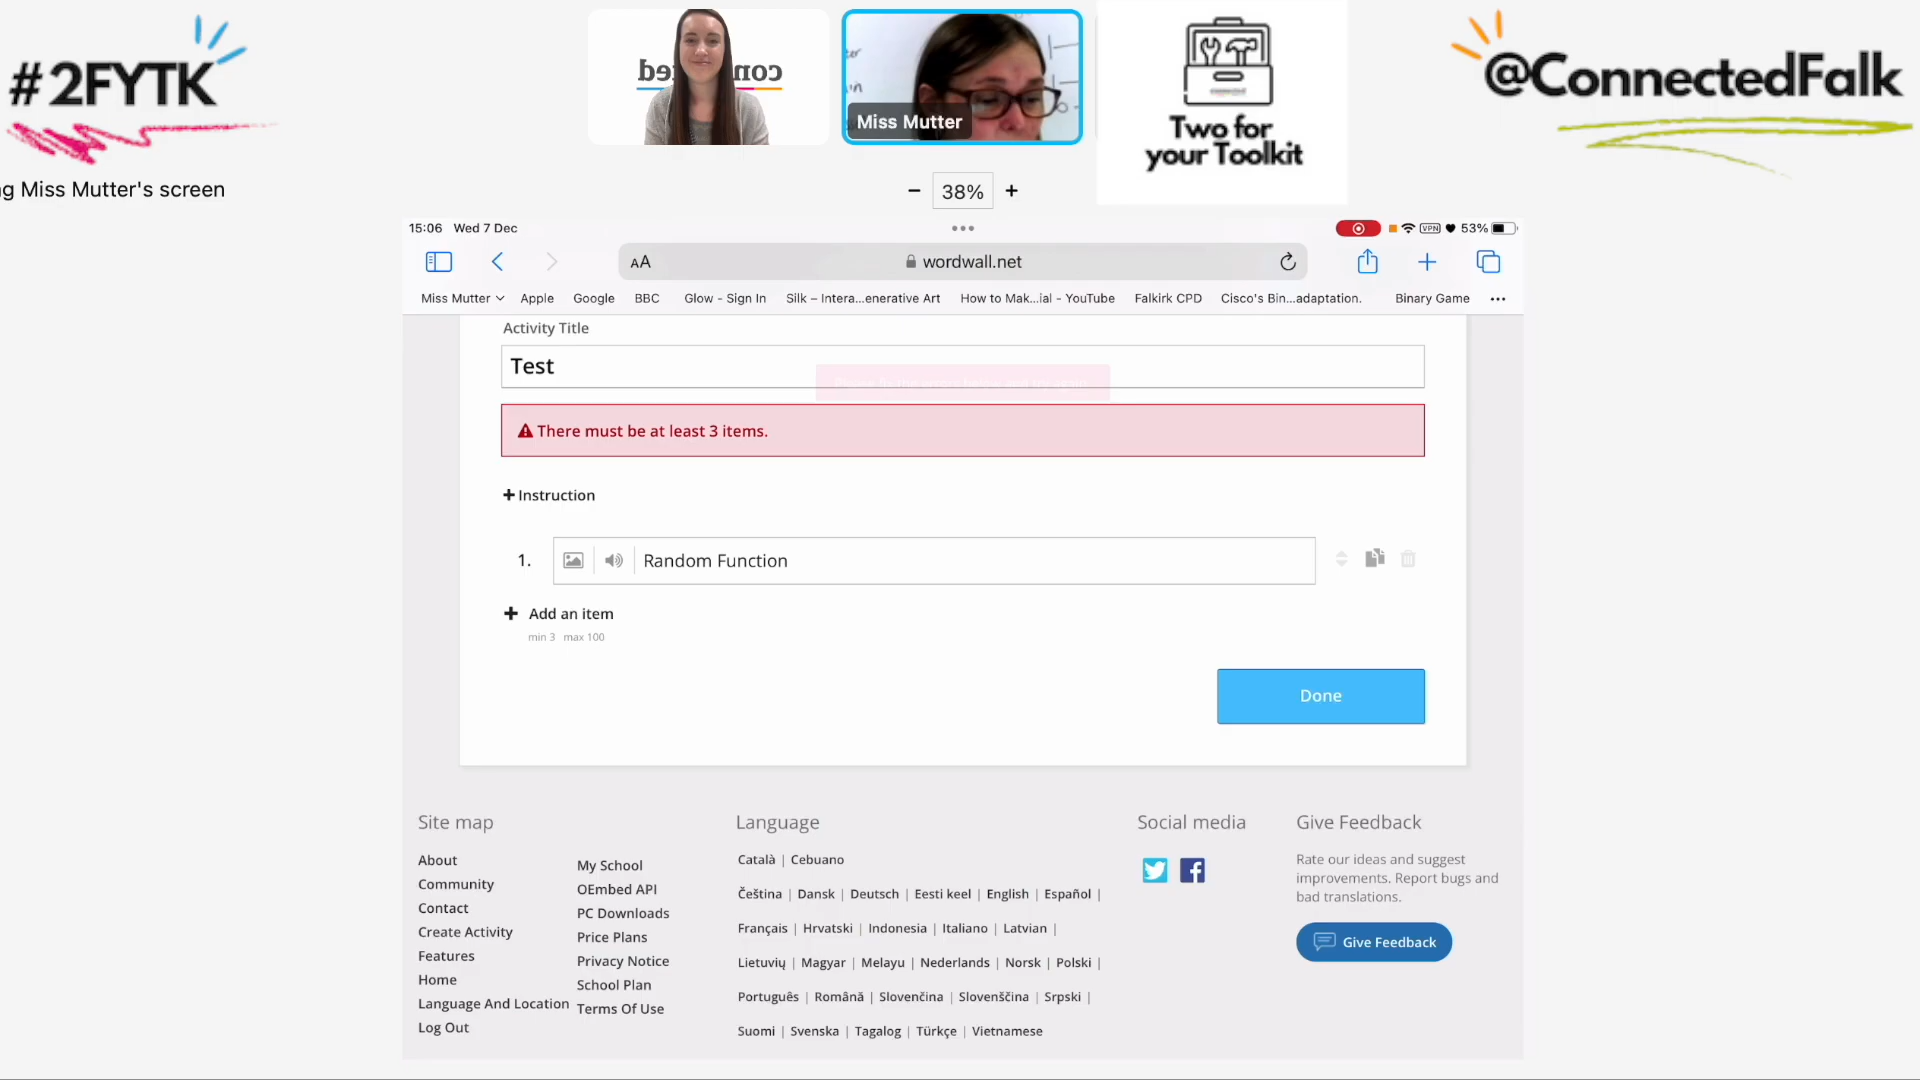 #2FYTK
connected
Miss Mutter
Two for
your Toolkit
@ConnectedFalk
g Miss Mutter's screen
− 38% +
15:06 Wed 7 Dec
VPN 53%
AA wordwall.net
Miss Mutter Apple Google BBC Glow - Sign In Silk – Intera...enerative Art How to Mak...ial - YouTube Falkirk CPD Cisco's Bin...adaptation. Binary Game
Activity Title
Test
There must be at least 3 items.
+ Instruction
1. Random Function
+ Add an item
min 3 max 100
Done
Site map
About
Community
Contact
Create Activity
Features
Home
Language And Location
Log Out
My School
OEmbed API
PC Downloads
Price Plans
Privacy Notice
School Plan
Terms Of Use
Language
Català | Cebuano
Čeština | Dansk | Deutsch | Eesti keel | English | Español |
Français | Hrvatski | Indonesia | Italiano | Latvian |
Lietuvių | Magyar | Melayu | Nederlands | Norsk | Polski |
Português | Română | Slovenčina | Slovenščina | Srpski |
Suomi | Svenska | Tagalog | Türkçe | Vietnamese
Social media
Give Feedback
Rate our ideas and suggest
improvements. Report bugs and
bad translations.
Give Feedback